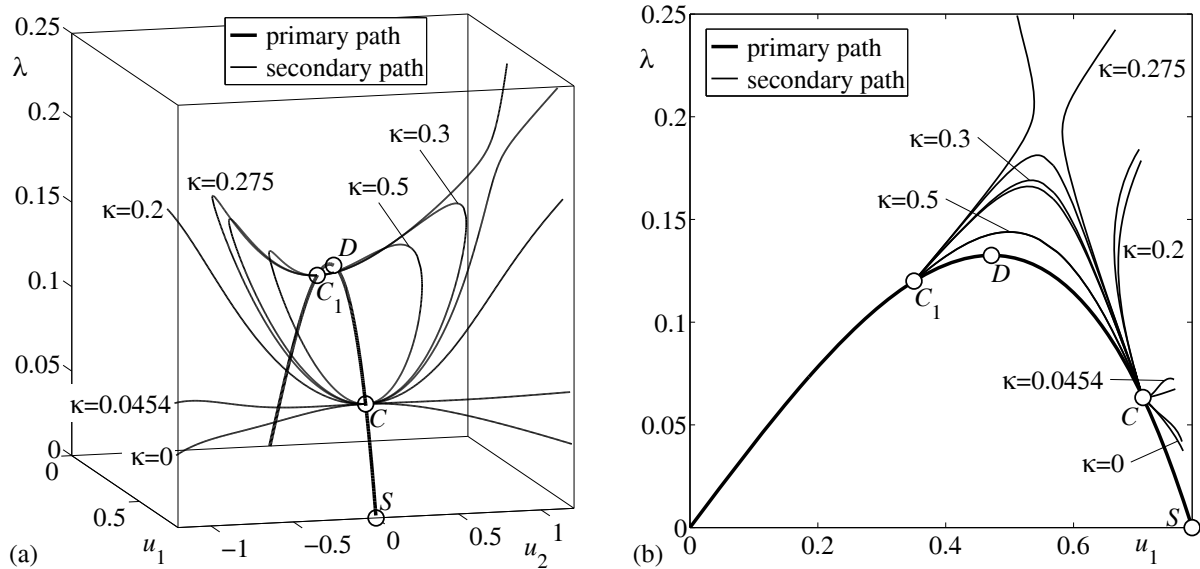 0.25
λ
0.2
0.15
0.1
0.05
0
0
0.5
u1
−1
−0.5
0
0.5
u2
1
primary path
secondary path
κ=0.3
κ=0.275
κ=0.5
κ=0.2
D
C1
κ=0.0454
C
κ=0
S
(a)
0.25
λ
0.2
0.15
0.1
0.05
0
0
0.2
0.4
0.6
u1
primary path
secondary path
κ=0.275
κ=0.3
κ=0.5
κ=0.2
D
C1
κ=0.0454
C
κ=0
S
(b)